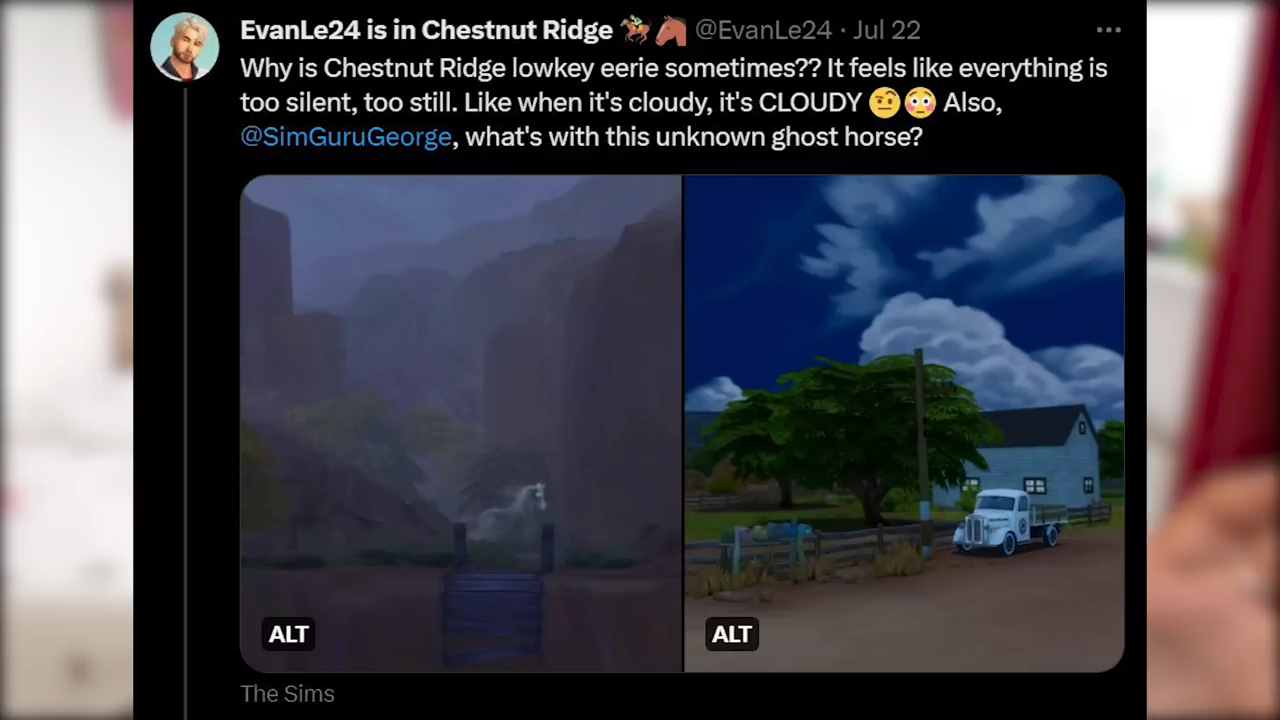 EvanLe24 is in Chestnut Ridge 🏇🐴 @EvanLe24 · Jul 22
Why is Chestnut Ridge lowkey eerie sometimes?? It feels like everything is
too silent, too still. Like when it's cloudy, it's CLOUDY 🤨😳 Also,
@SimGuruGeorge, what's with this unknown ghost horse?
ALT
ALT
The Sims